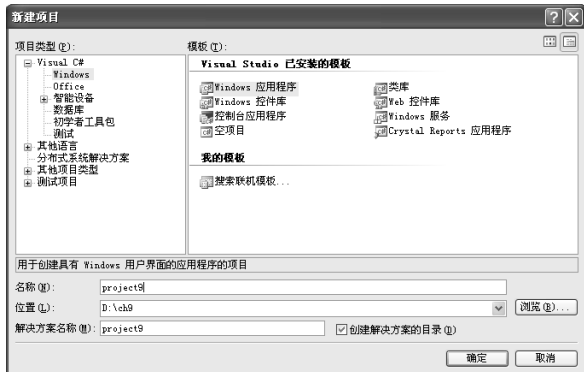 新建项目
项目类型(P):
模板(T):
Visual C#
Windows
Office
智能设备
数据库
初学者工具包
测试
其他语言
分布式系统解决方案
其他项目类型
测试项目
Visual Studio 已安装的模板
Windows 应用程序
类库
Windows 控件库
Web 控件库
控制台应用程序
Windows 服务
空项目
Crystal Reports 应用程序
我的模板
搜索联机模板...
用于创建具有 Windows 用户界面的应用程序的项目
名称(N):
project9
位置(L):
D:\ch9
浏览(B)...
解决方案名称(M):
project9
创建解决方案的目录(D)
确定
取消